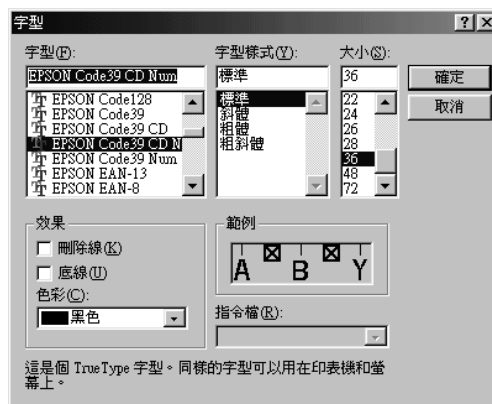 字型
字型(F):
EPSON Code39 CD Num
EPSON Code128
EPSON Code39
EPSON Code39 CD
EPSON Code39 CD N
EPSON Code39 Num
EPSON EAN-13
EPSON EAN-8
字型樣式(Y):
標準
標準
斜體
粗體
粗斜體
大小(S):
36
22
24
26
28
36
48
72
確定
取消
效果
刪除線(K)
底線(U)
色彩(C):
黑色
範例
A B Y
指令檔(R):
這是個 TrueType 字型。同樣的字型可以用在印表機和螢
幕上。